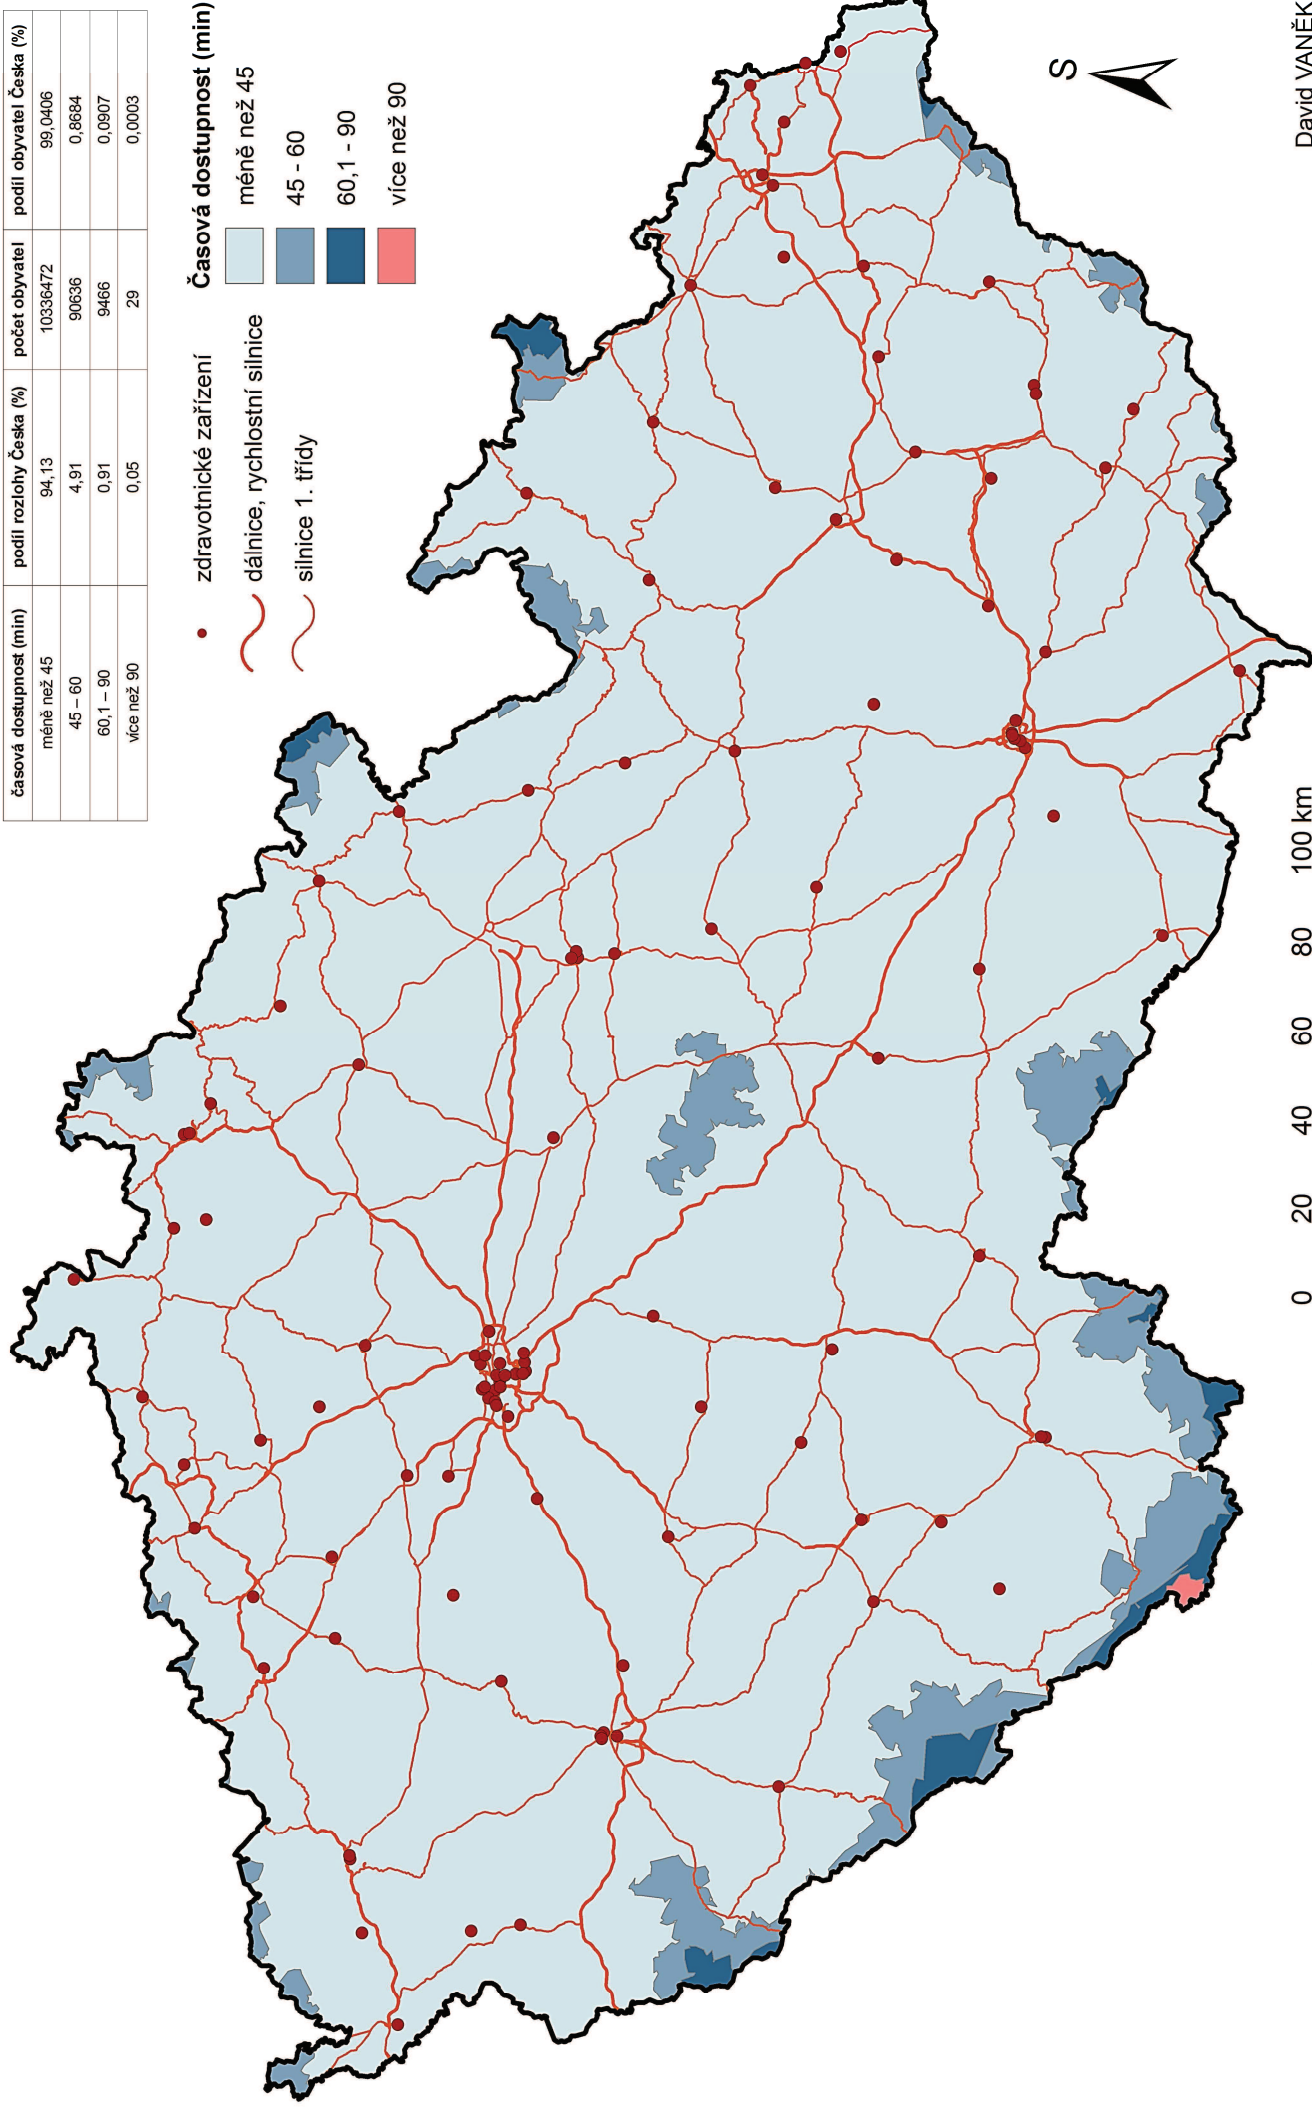 časová dostupnost (min) podíl rozlohy Česka (%) počet obyvatel podíl obyvatel Česka (%)
méně než 45 94,13 10336472 99,0406
45 – 60 4,91 90636 0,8684
60,1 – 90 0,91 9466 0,0907
více než 90 0,05 29 0,0003
zdravotnické zařízení
dálnice, rychlostní silnice
silnice 1. třídy
Časová dostupnost (min)
méně než 45
45 - 60
60,1 - 90
více než 90
S
0 20 40 60 80 100 km
David VANĚK